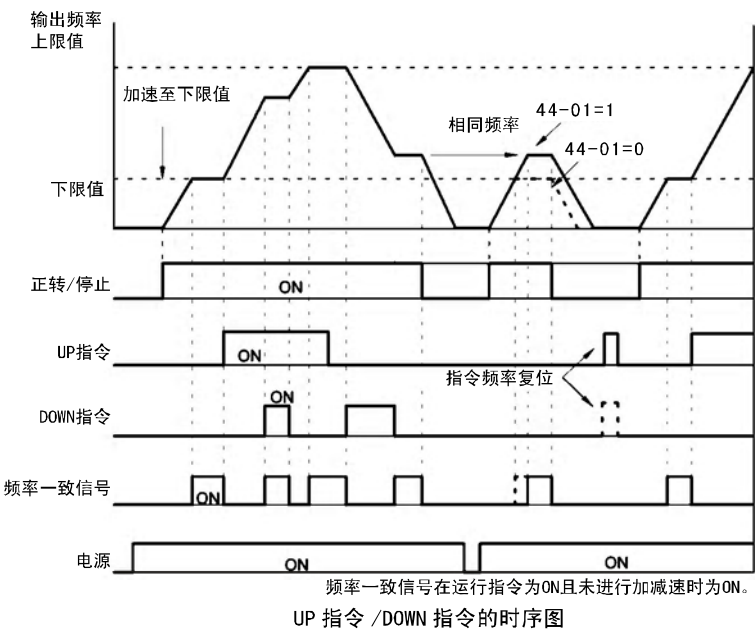 输出频率
上限值
加速至下限值
相同频率
44-01=1
44-01=0
下限值
正转/停止
ON
UP指令
ON
指令频率复位
DOWN指令
ON
频率一致信号
ON
电源
ON
ON
频率一致信号在运行指令为ON且未进行加减速时为ON。
UP 指令 /DOWN 指令的时序图